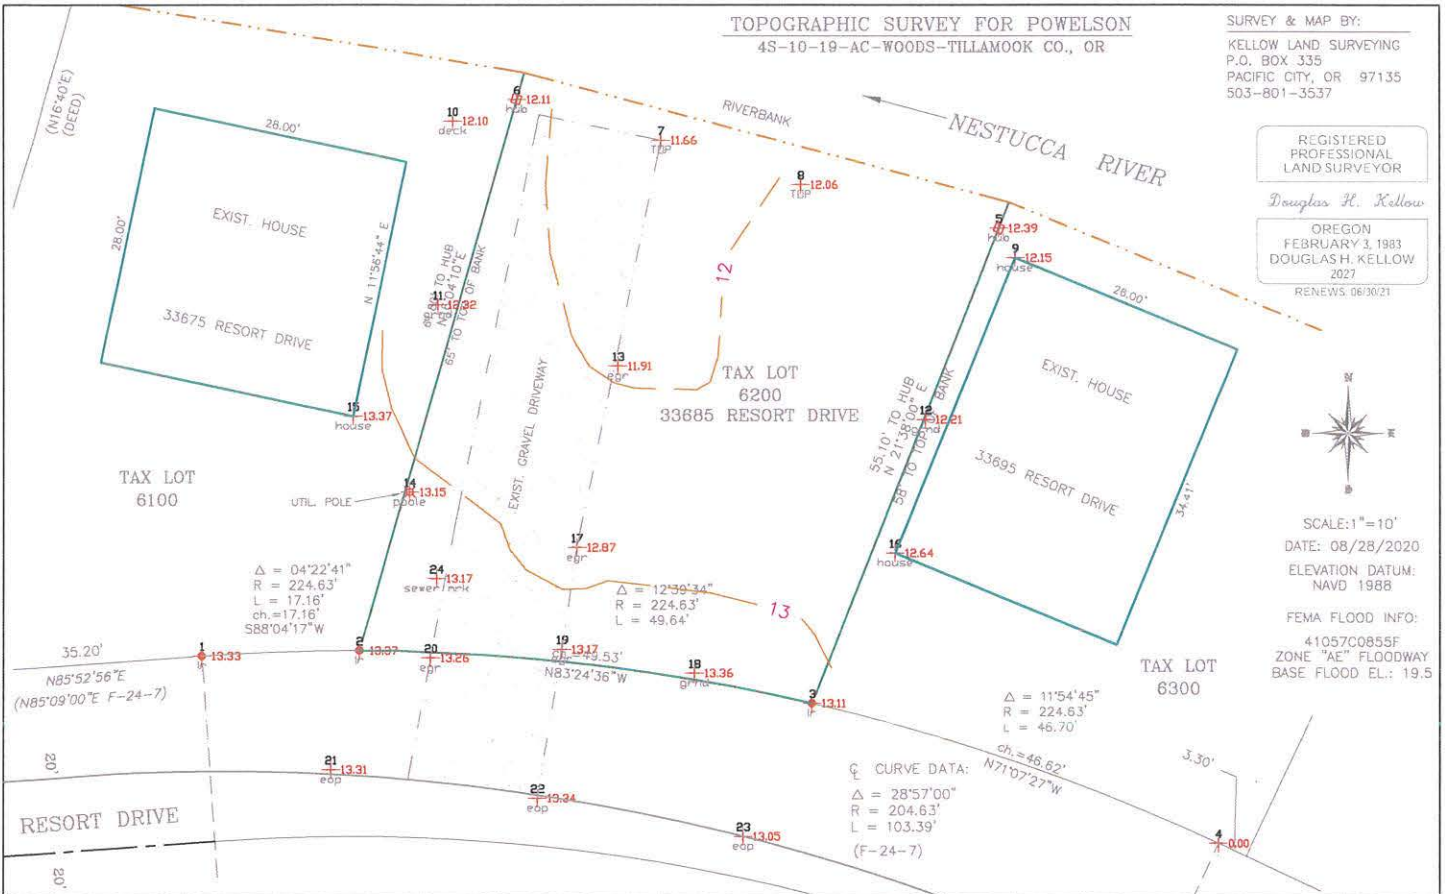 TOPOGRAPHIC SURVEY FOR POWELSON
4S-10-19-AC-WOODS-TILLAMOOK CO., OR
SURVEY & MAP BY:
KELLOW LAND SURVEYING
P.O. BOX 335
PACIFIC CITY, OR 97135
503-801-3537
REGISTERED
PROFESSIONAL
LAND SURVEYOR
Douglas H. Kellow
OREGON
FEBRUARY 3, 1983
DOUGLAS H. KELLOW
2027
RENEWS: 06/30/21
N
SCALE: 1"=10'
DATE: 08/28/2020
ELEVATION DATUM:
NAVD 1988
FEMA FLOOD INFO:
41057C0855F
ZONE "AE" FLOODWAY
BASE FLOOD EL.: 19.5
(N16°40'E)
(DEED)
28.00'
28.00'
EXIST. HOUSE
33675 RESORT DRIVE
N 11°56'44" E
10
12.10
deck
6
12.11
hub
7
11.66
TOP
RIVERBANK
NESTUCCA RIVER
8
12.06
TOP
5
12.39
hub
9
12.15
house
28.00'
EXIST. HOUSE
33695 RESORT DRIVE
34.41'
11
12.32
TO HUB
65' TO TOP OF BANK
12
13
11.91
egr
TAX LOT
6200
33685 RESORT DRIVE
12
12.21
grnd
55.10' TO HUB
N 21°38'00" E
58' TO TOP BANK
15
13.37
house
EXIST. GRAVEL DRIVEWAY
TAX LOT
6100
UTIL. POLE
14
13.15
ppole
17
12.87
egr
16
12.64
house
24
13.17
sewer mrk
Δ = 04°22'41"
R = 224.63'
L = 17.16'
ch.=17.16'
S88°04'17"W
Δ = 12°39'34"
R = 224.63'
L = 49.64'
13
35.20'
N85°52'56"E
(N85°09'00"E F-24-7)
1
13.33
2
13.37
20
13.26
egr
19
13.17
49.53'
N83°24'36"W
18
13.36
grnd
3
13.11
TAX LOT
6300
Δ = 11°54'45"
R = 224.63'
L = 46.70'
ch.=46.62'
N71°07'27"W
3.30'
20'
21
13.31
eop
22
13.24
eop
23
13.05
eop
CL CURVE DATA:
Δ = 28°57'00"
R = 204.63'
L = 103.39'
(F-24-7)
4
0.00
RESORT DRIVE
20'